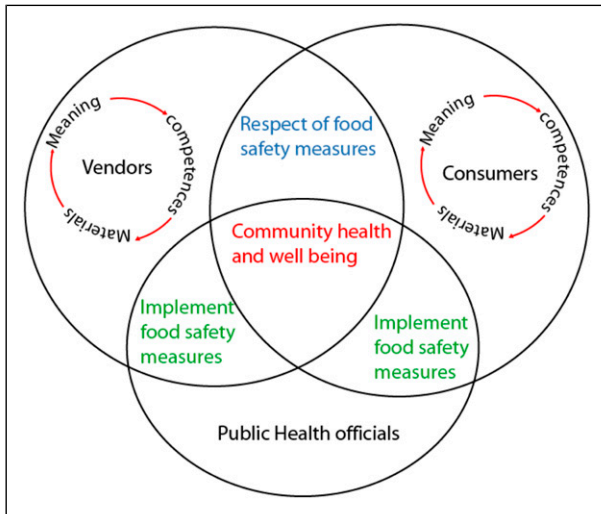 Respect of food
safety measures
Meaning
competences
Materials
Vendors
Meaning
competences
Materials
Consumers
Community health
and well being
Implement
food safety
measures
Implement
food safety
measures
Public Health officials